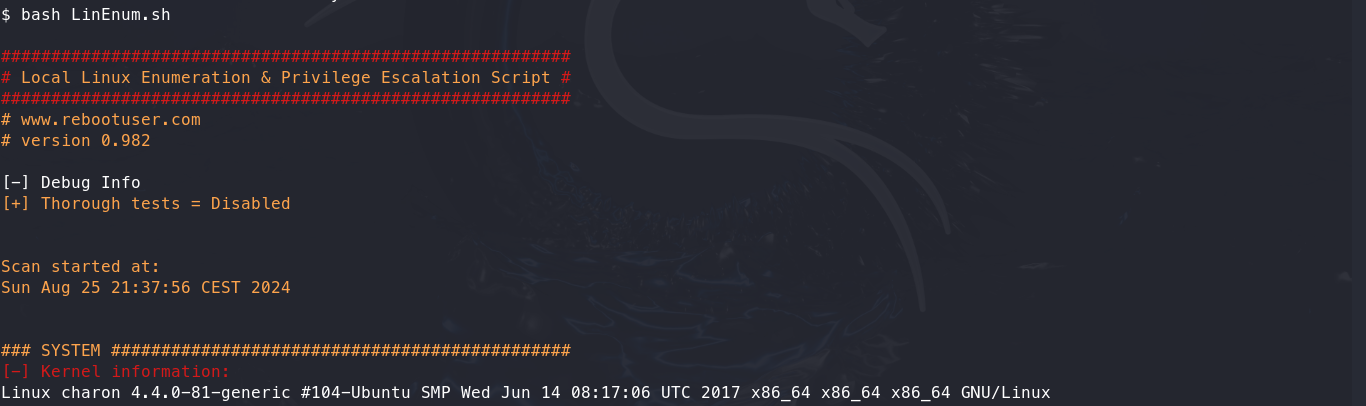 $ bash LinEnum.sh
#########################################################
# Local Linux Enumeration & Privilege Escalation Script #
#########################################################
# www.rebootuser.com
# version 0.982
[-] Debug Info
[+] Thorough tests = Disabled
Scan started at:
Sun Aug 25 21:37:56 CEST 2024
### SYSTEM ##############################################
[-] Kernel information:
Linux charon 4.4.0-81-generic #104-Ubuntu SMP Wed Jun 14 08:17:06 UTC 2017 x86_64 x86_64 x86_64 GNU/Linux